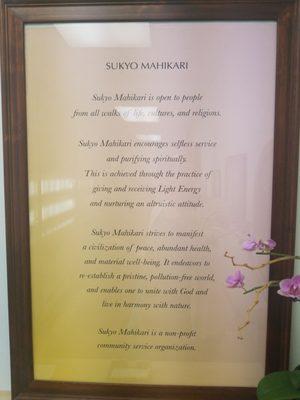 SUKYO MAHIKARI
Sukyo Mahikari is open to people
from all walks of life, cultures, and religions.
Sukyo Mahikari encourages selfless service
and purifying spiritually.
This is achieved through the practice of
giving and receiving Light Energy
and nurturing an altruistic attitude.
Sukyo Mahikari strives to manifest
a civilization of peace, abundant health,
and material well-being. It endeavors to
re-establish a pristine, pollution-free world,
and enables one to unite with God and
live in harmony with nature.
Sukyo Mahikari is a non-profit
community service organization.